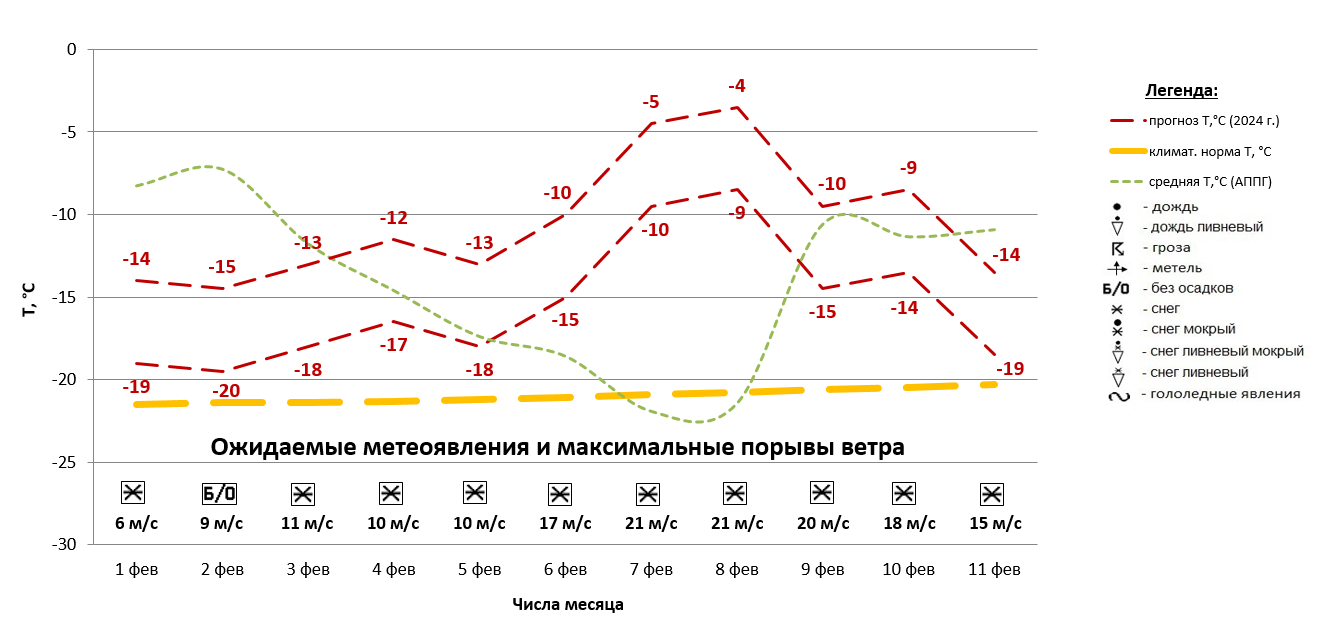 0
-5
-10
-15
-20
-25
-30
Т, °С
-14 -15 -13 -12 -13 -10 -5 -4 -10 -9 -14
-19 -20 -18 -17 -18 -15 -10 -9 -15 -14 -19
Ожидаемые метеоявления и максимальные порывы ветра
Б/О
6 м/с 9 м/с 11 м/с 10 м/с 10 м/с 17 м/с 21 м/с 21 м/с 20 м/с 18 м/с 15 м/с
1 фев 2 фев 3 фев 4 фев 5 фев 6 фев 7 фев 8 фев 9 фев 10 фев 11 фев
Числа месяца
Легенда:
прогноз Т,°С (2024 г.)
климат. норма Т, °С
средняя Т,°С (АППГ)
- дождь
- дождь ливневый
- гроза
- метель
Б/О - без осадков
- снег
- снег мокрый
- снег ливневый мокрый
- снег ливневый
- гололедные явления